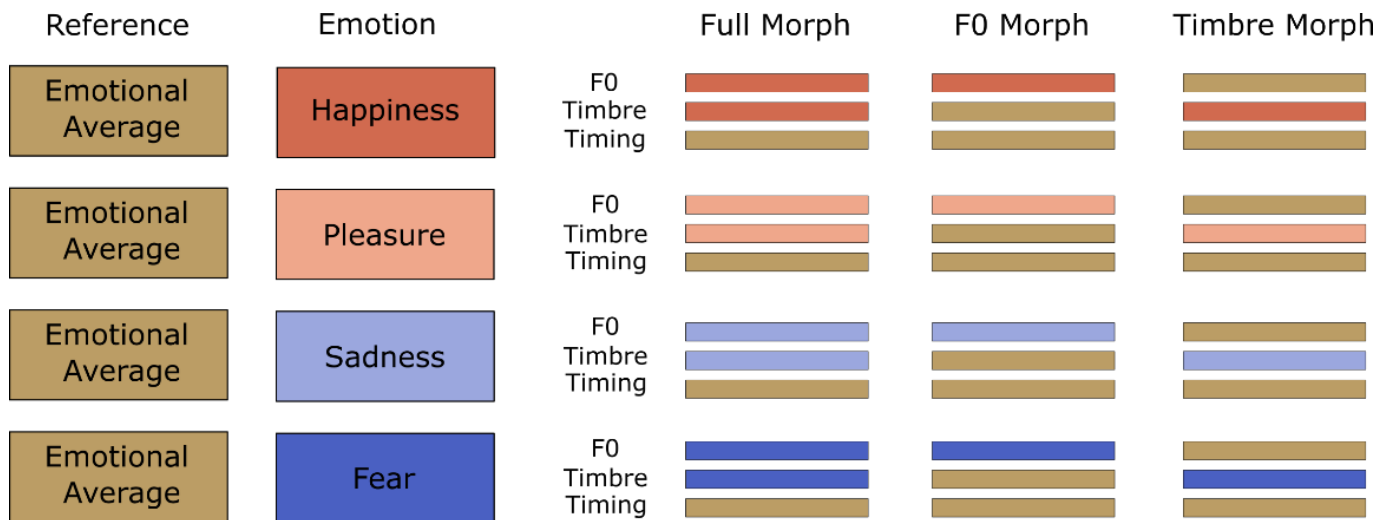 Reference Emotion Full Morph F0 Morph Timbre Morph
Emotional
Average
Happiness
F0
Timbre
Timing
Emotional
Average
Pleasure
F0
Timbre
Timing
Emotional
Average
Sadness
F0
Timbre
Timing
Emotional
Average
Fear
F0
Timbre
Timing